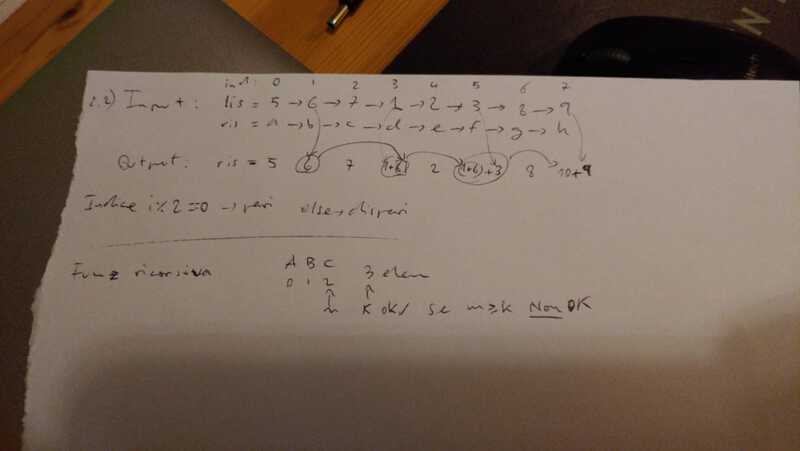 ind: 0 1 2 3 4 5 6 7
2.2) Input: lis = 5 → 6 → 7 → 1 → 2 → 3 → 8 → 9
ris = a → b → c → d → e → f → g → h
Output: ris = 5 6 7 1+6 2 (1+6)+3 8 10+9
Indice i%2=0 → pari else → dispari
Funz ricorsiva A B C 3 elem
0 1 2
m K ok/ se m≥k Non OK